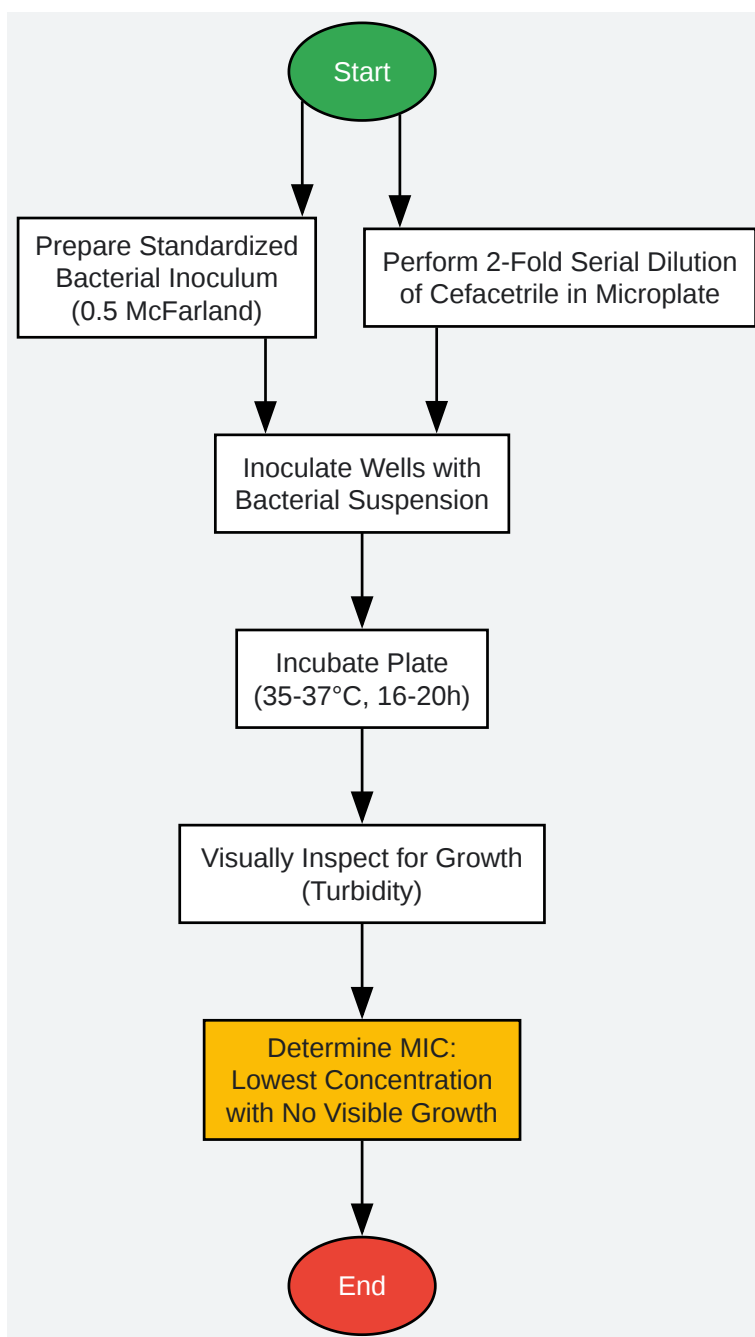 Start
Prepare Standardized
Bacterial Inoculum
(0.5 McFarland)
Perform 2-Fold Serial Dilution
of Cefacetrile in Microplate
Inoculate Wells with
Bacterial Suspension
Incubate Plate
(35-37°C, 16-20h)
Visually Inspect for Growth
(Turbidity)
Determine MIC:
Lowest Concentration
with No Visible Growth
End